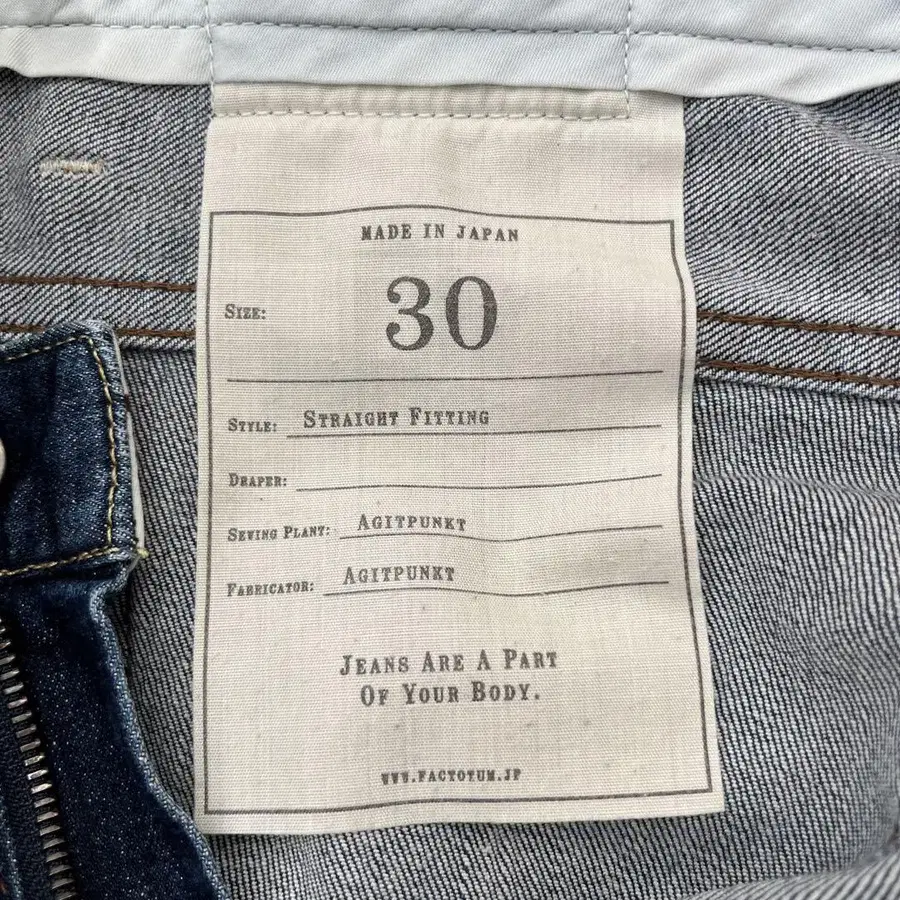 MADE IN JAPAN
SIZE: 30
STYLE: STRAIGHT FITTING
DRAPER:
SEWING PLANT: AGITPUNKT
FABRICATOR: AGITPUNKT
JEANS ARE A PART
OF YOUR BODY.
WWW.FACTOTUM.JP